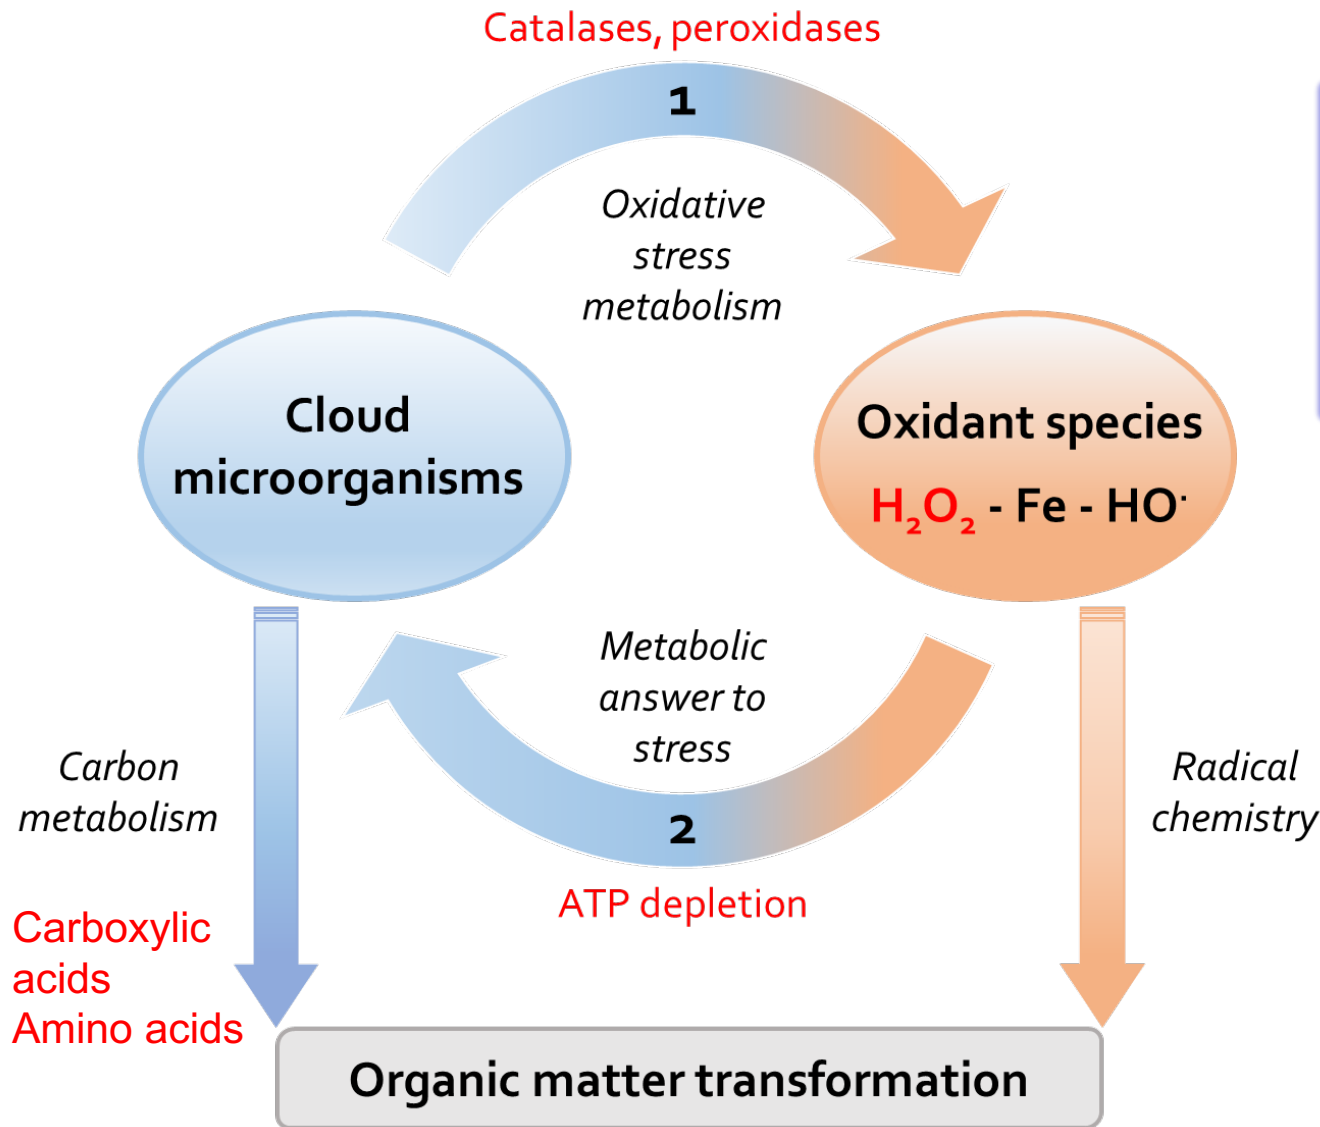 Catalases, peroxidases
1
Oxidative
stress
metabolism
Cloud
microorganisms
Oxidant species
H₂O₂ - Fe - HO·
Metabolic
answer to
stress
2
ATP depletion
Carbon
metabolism
Radical
chemistry
Carboxylic
acids
Amino acids
Organic matter transformation